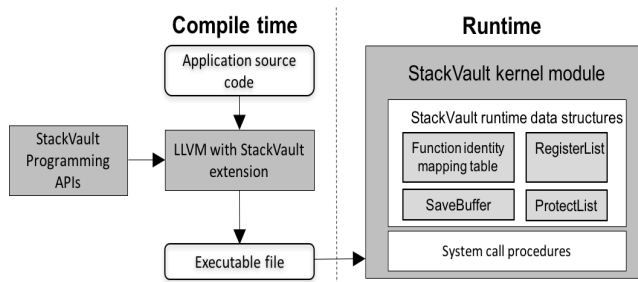 Compile time
Runtime
Application source
code
StackVault
Programming
APIs
LLVM with StackVault
extension
Executable file
StackVault kernel module
StackVault runtime data structures
Function identity
mapping table
RegisterList
SaveBuffer
ProtectList
System call procedures